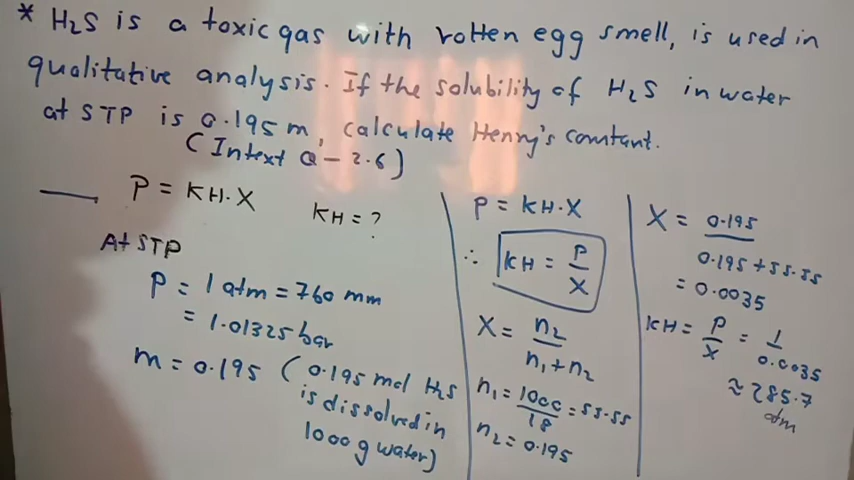 * H₂S is a toxic gas with rotten egg smell, is used in
qualitative analysis. If the solubility of H₂S in water
at STP is 0.195 m, calculate Henry's constant.
(Intext Q – 2.6)
P = KH·X
KH = ?
At STP
P = 1 atm = 760 mm
= 1.01325 bar
m = 0.195 (0.195 mol H₂S
is dissolved in
1000 g water)
P = KH·X
∴ KH = P/X
X = n₂/(n₁+n₂)
n₁ = 1000/18 = 55.55
n₂ = 0.195
X = 0.195/(0.195+55.55)
= 0.0035
KH = P/X = 1/0.0035
≈ 285.7
atm